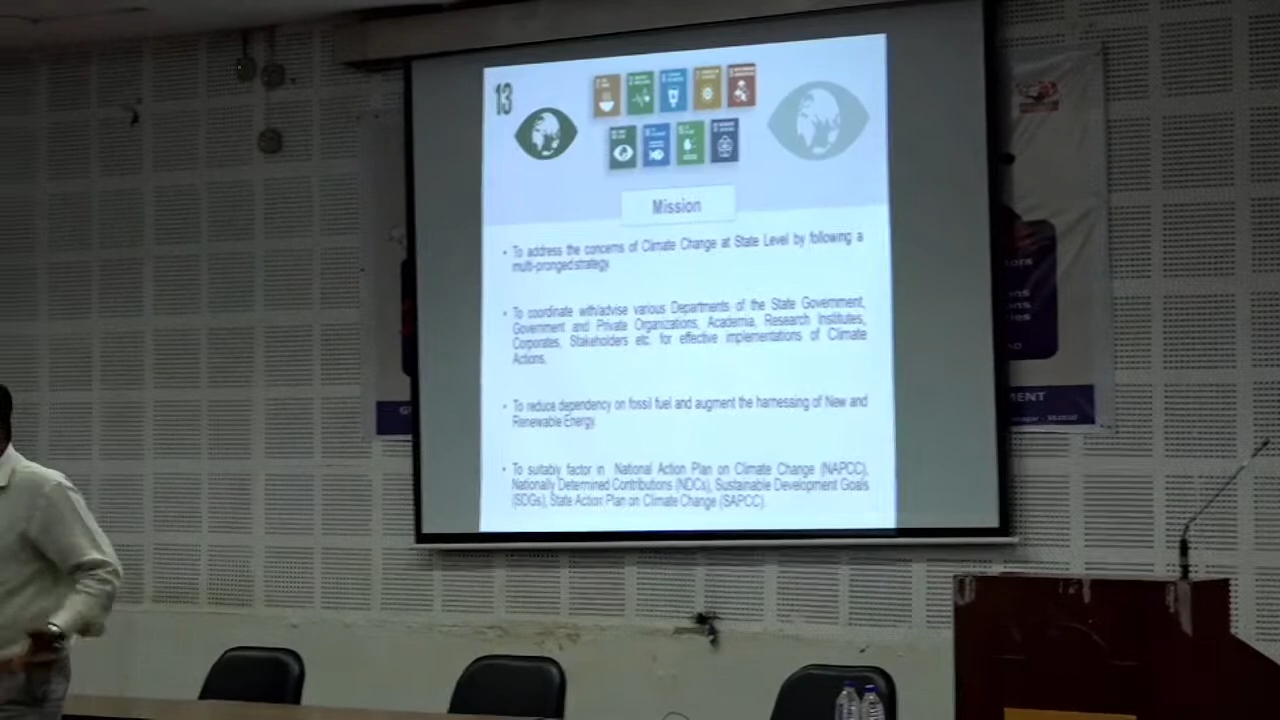 13
Mission
• To address the concerns of Climate Change at State Level by following a
multi-pronged strategy.
• To coordinate with/advise various Departments of the State Government,
Government and Private Organizations, Academia, Research Institutes,
Corporates, Stakeholders etc. for effective implementations of Climate
Actions.
• To reduce dependency on fossil fuel and augment the harnessing of New and
Renewable Energy.
• To suitably factor in National Action Plan on Climate Change (NAPCC),
Nationally Determined Contributions (NDCs), Sustainable Development Goals
(SDGs), State Action Plan on Climate Change (SAPCC).